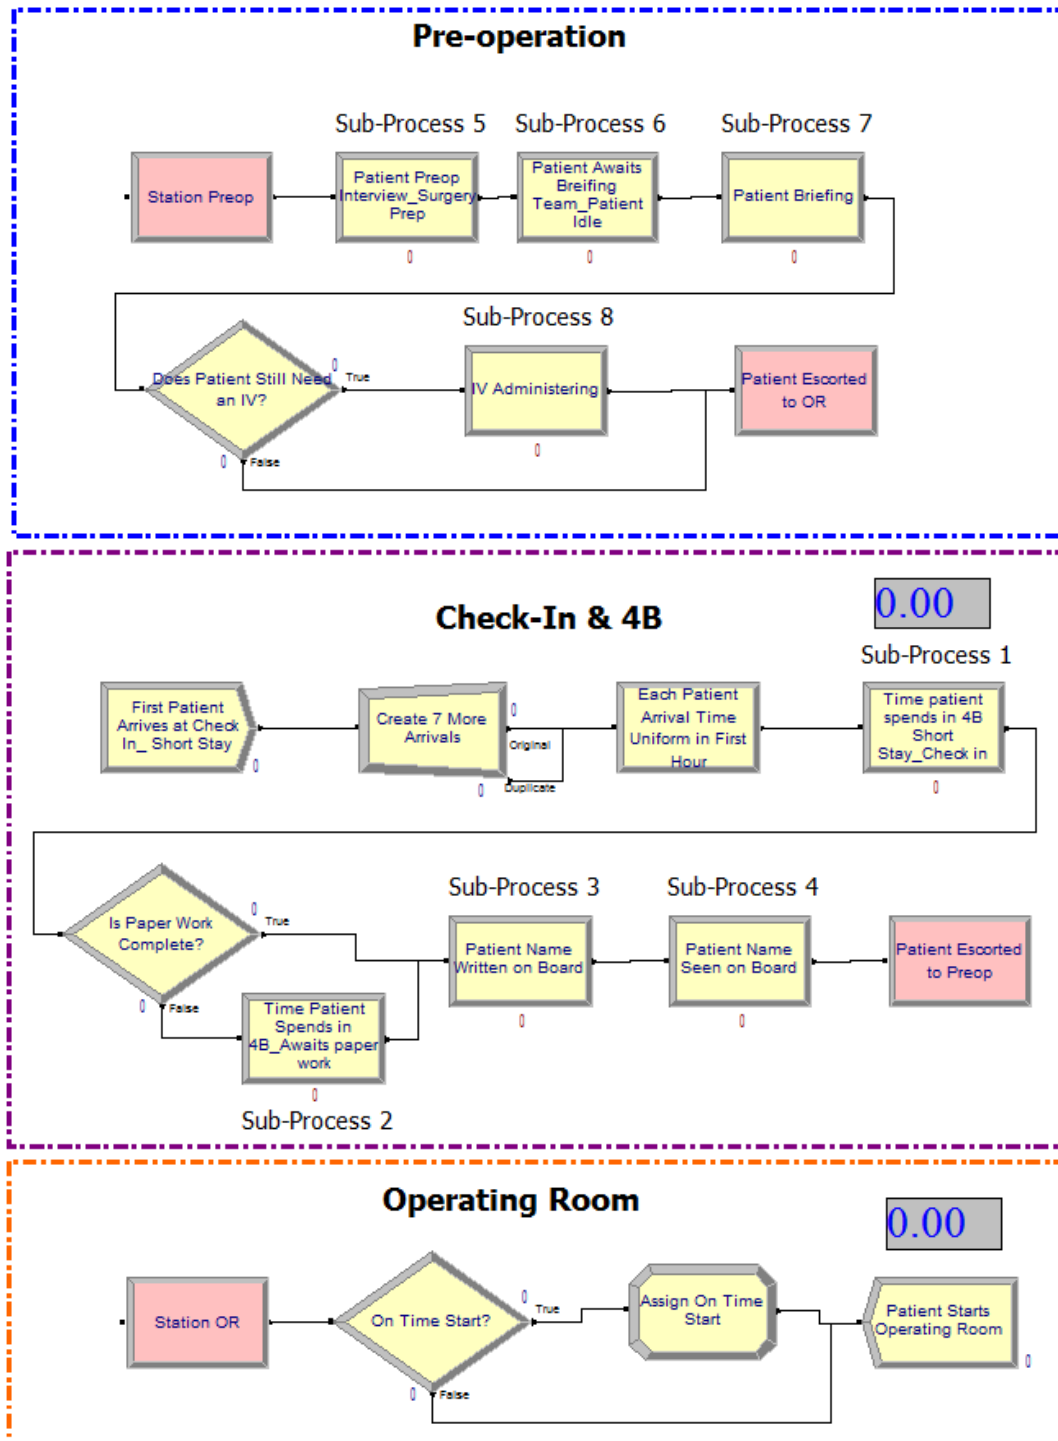 Pre-operation
Sub-Process 5
Sub-Process 6
Sub-Process 7
Station Preop
Patient Preop
Interview_Surgery
Prep
0
Patient Awaits
Breifing
Team_Patient
Idle
0
Patient Briefing
0
Sub-Process 8
Does Patient Still Need
an IV?
0
True
0
False
IV Administering
0
Patient Escorted
to OR
Check-In & 4B
0.00
Sub-Process 1
First Patient
Arrives at Check
In_ Short Stay
0
Create 7 More
Arrivals
0
Original
0
Duplicate
Each Patient
Arrival Time
Uniform in First
Hour
Time patient
spends in 4B
Short
Stay_Check in
0
Is Paper Work
Complete?
0
True
0
False
Time Patient
Spends in
4B_Awaits paper
work
0
Sub-Process 2
Sub-Process 3
Patient Name
Written on Board
0
Sub-Process 4
Patient Name
Seen on Board
0
Patient Escorted
to Preop
Operating Room
0.00
Station OR
On Time Start?
0
True
0
False
Assign On Time
Start
Patient Starts
Operating Room
0